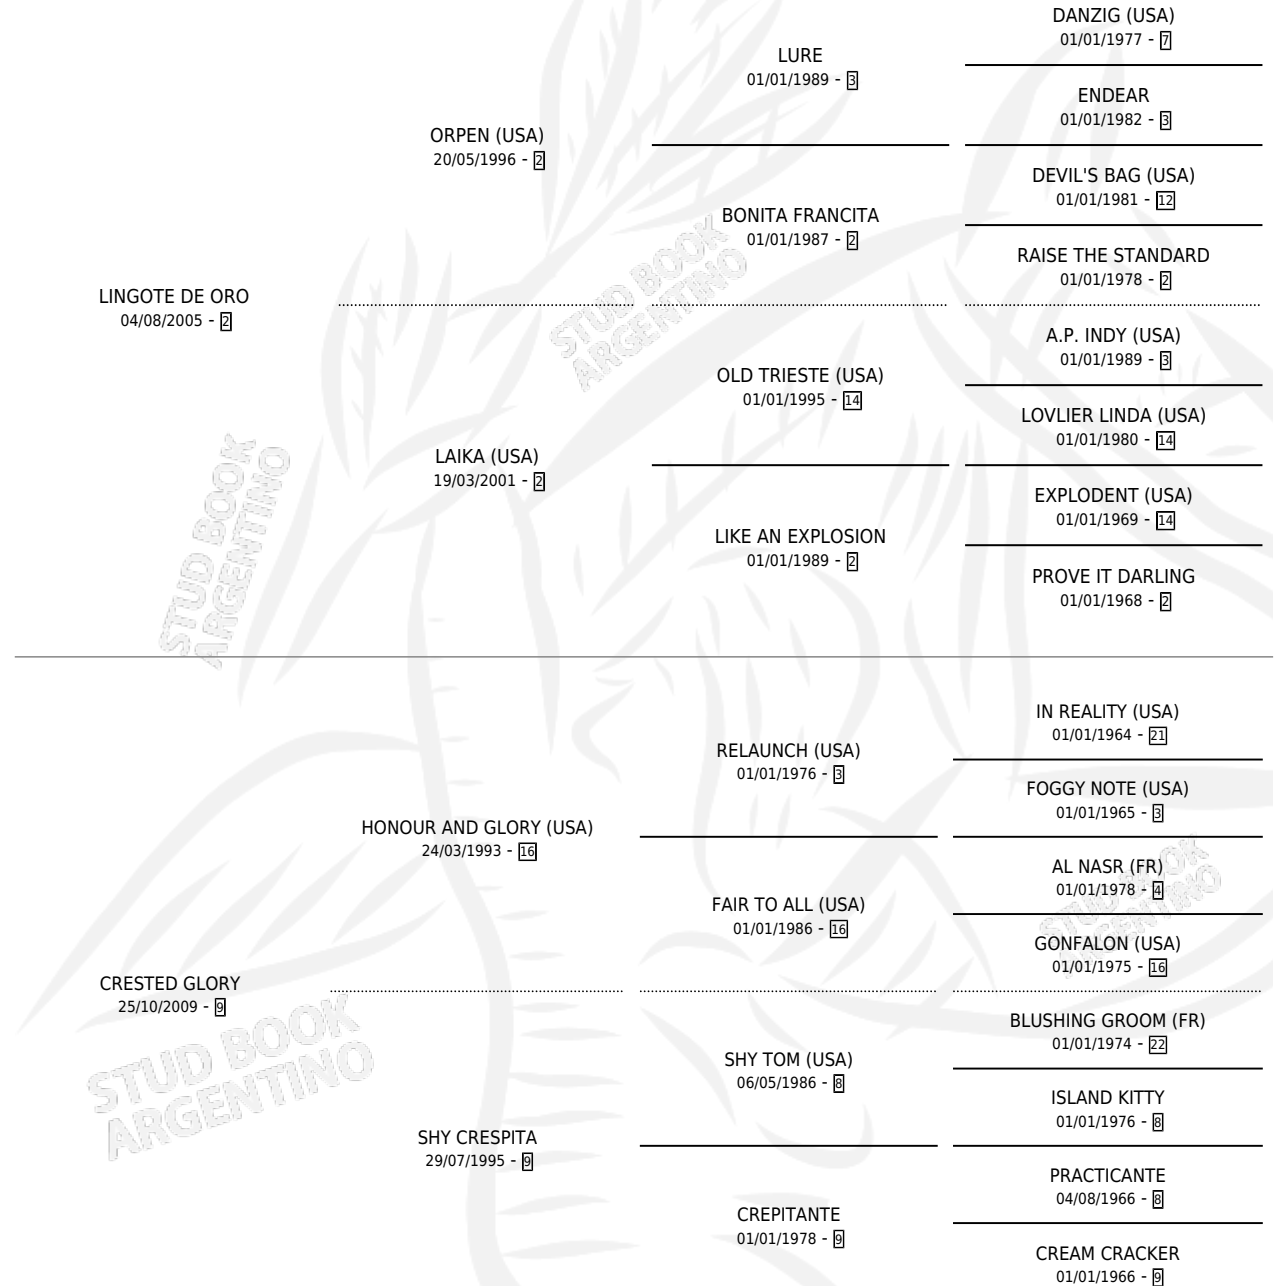 DANZIG (USA)
01/01/1977 - 7
LURE
01/01/1989 - 3
ENDEAR
01/01/1982 - 3
ORPEN (USA)
20/05/1996 - 2
DEVIL'S BAG (USA)
01/01/1981 - 12
BONITA FRANCITA
01/01/1987 - 2
RAISE THE STANDARD
01/01/1978 - 2
LINGOTE DE ORO
04/08/2005 - 2
STUD BOOK
ARGENTINO
A.P. INDY (USA)
01/01/1989 - 3
OLD TRIESTE (USA)
01/01/1995 - 14
LOVLIER LINDA (USA)
01/01/1980 - 14
LAIKA (USA)
19/03/2001 - 2
EXPLODENT (USA)
01/01/1969 - 14
LIKE AN EXPLOSION
01/01/1989 - 2
PROVE IT DARLING
01/01/1968 - 2
STUD BOOK
ARGENTINO
IN REALITY (USA)
01/01/1964 - 21
RELAUNCH (USA)
01/01/1976 - 3
FOGGY NOTE (USA)
01/01/1965 - 3
HONOUR AND GLORY (USA)
24/03/1993 - 16
AL NASR (FR)
01/01/1978 - 4
FAIR TO ALL (USA)
01/01/1986 - 16
GONFALON (USA)
01/01/1975 - 16
STUD BOOK
ARGENTINO
CRESTED GLORY
25/10/2009 - 9
BLUSHING GROOM (FR)
01/01/1974 - 22
SHY TOM (USA)
06/05/1986 - 8
ISLAND KITTY
01/01/1976 - 8
STUD BOOK
ARGENTINO
SHY CRESPITA
29/07/1995 - 9
PRACTICANTE
04/08/1966 - 8
CREPITANTE
01/01/1978 - 9
CREAM CRACKER
01/01/1966 - 9